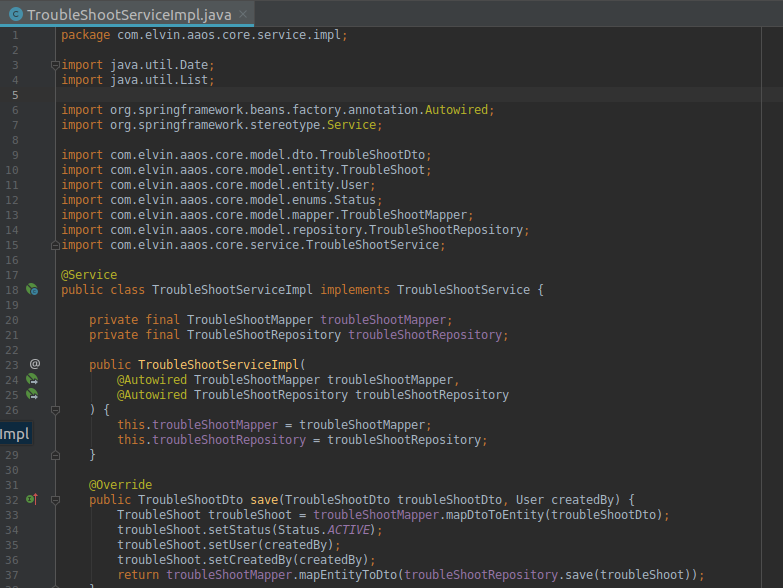 TroubleShootServiceImpl.java
1 package com.elvin.aaos.core.service.impl;
2
3 import java.util.Date;
4 import java.util.List;
5
6 import org.springframework.beans.factory.annotation.Autowired;
7 import org.springframework.stereotype.Service;
8
9 import com.elvin.aaos.core.model.dto.TroubleShootDto;
10 import com.elvin.aaos.core.model.entity.TroubleShoot;
11 import com.elvin.aaos.core.model.entity.User;
12 import com.elvin.aaos.core.model.enums.Status;
13 import com.elvin.aaos.core.model.mapper.TroubleShootMapper;
14 import com.elvin.aaos.core.model.repository.TroubleShootRepository;
15 import com.elvin.aaos.core.service.TroubleShootService;
16
17 @Service
18 public class TroubleShootServiceImpl implements TroubleShootService {
19
20     private final TroubleShootMapper troubleShootMapper;
21     private final TroubleShootRepository troubleShootRepository;
22
23 @     public TroubleShootServiceImpl(
24         @Autowired TroubleShootMapper troubleShootMapper,
25         @Autowired TroubleShootRepository troubleShootRepository
26     ) {
        this.troubleShootMapper = troubleShootMapper;
Impl
        this.troubleShootRepository = troubleShootRepository;
29     }
30
31     @Override
32     public TroubleShootDto save(TroubleShootDto troubleShootDto, User createdBy) {
33         TroubleShoot troubleShoot = troubleShootMapper.mapDtoToEntity(troubleShootDto);
34         troubleShoot.setStatus(Status.ACTIVE);
35         troubleShoot.setUser(createdBy);
36         troubleShoot.setCreatedBy(createdBy);
37         return troubleShootMapper.mapEntityToDto(troubleShootRepository.save(troubleShoot));